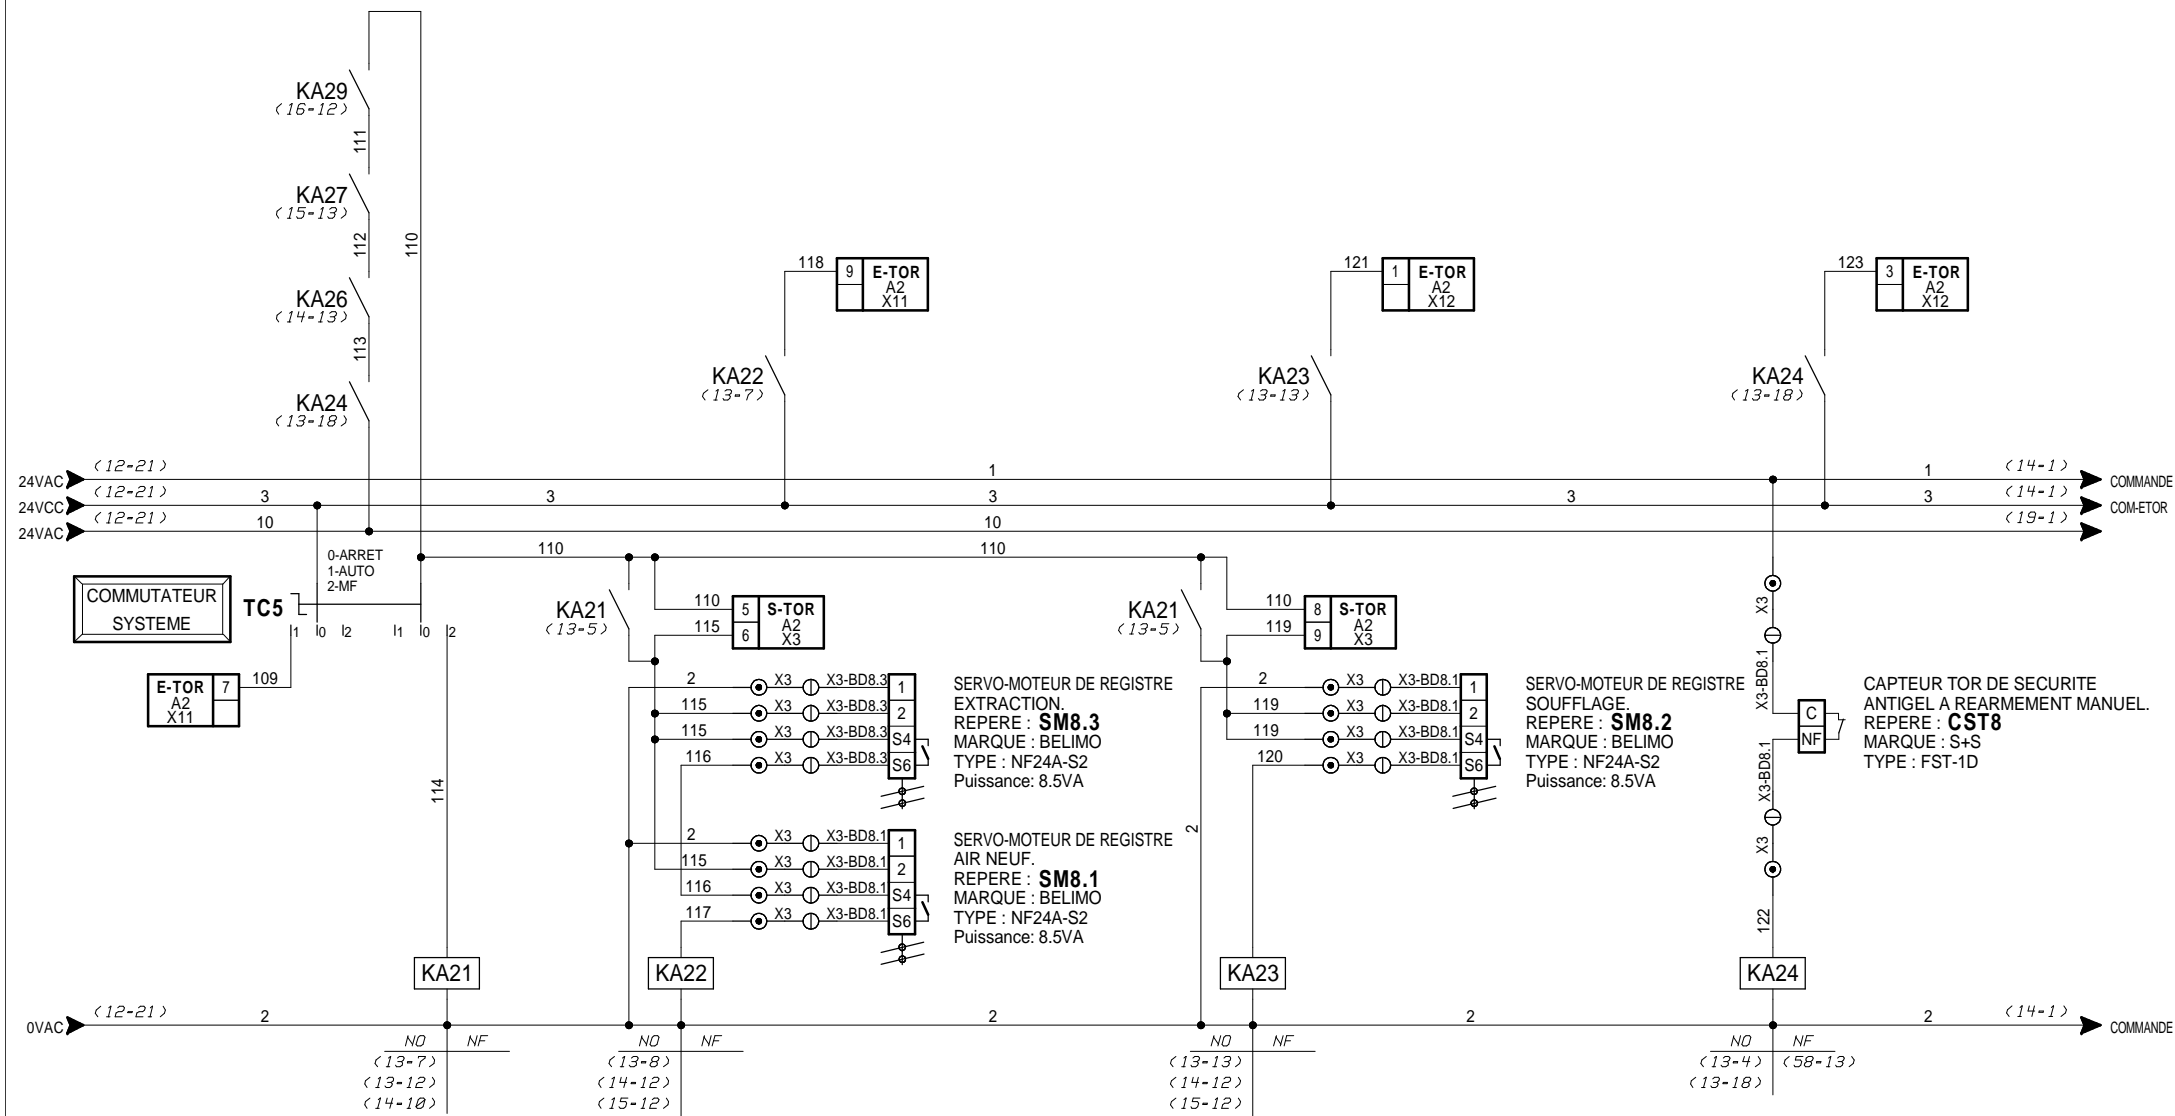 KA29
(16-12)
111
KA27
(15-13)
112
110
KA26
(14-13)
113
KA24
(13-18)
118
9
E-TOR
A2
X11
KA22
(13-7)
121
1
E-TOR
A2
X12
KA23
(13-13)
123
3
E-TOR
A2
X12
KA24
(13-18)
24VAC
(12-21)
1
1
(14-1)
COMMANDE
24VCC
(12-21)
3
3
3
3
3
(14-1)
COM-ETOR
24VAC
(12-21)
10
10
(19-1)
0-ARRET
1-AUTO
2-MF
COMMUTATEUR
SYSTEME
TC5
1
0
2
1
0
2
E-TOR
A2
X11
7
109
114
110
110
KA21
(13-5)
110
5
S-TOR
115
6
A2
X3
2
X3
X3-BD8.3
1
115
X3
X3-BD8.3
2
115
X3
X3-BD8.3
S4
116
X3
X3-BD8.3
S6
SERVO-MOTEUR DE REGISTRE
EXTRACTION.
REPERE : SM8.3
MARQUE : BELIMO
TYPE : NF24A-S2
Puissance: 8.5VA
2
X3
X3-BD8.1
1
115
X3
X3-BD8.1
2
116
X3
X3-BD8.1
S4
117
X3
X3-BD8.1
S6
SERVO-MOTEUR DE REGISTRE
AIR NEUF.
REPERE : SM8.1
MARQUE : BELIMO
TYPE : NF24A-S2
Puissance: 8.5VA
KA21
(13-5)
110
8
S-TOR
119
9
A2
X3
2
X3
X3-BD8.1
1
119
X3
X3-BD8.1
2
119
X3
X3-BD8.1
S4
120
X3
X3-BD8.1
S6
2
SERVO-MOTEUR DE REGISTRE
SOUFFLAGE.
REPERE : SM8.2
MARQUE : BELIMO
TYPE : NF24A-S2
Puissance: 8.5VA
X3
X3-BD8.1
C
NF
X3-BD8.1
X3
122
CAPTEUR TOR DE SECURITE
ANTIGEL A REARMEMENT MANUEL.
REPERE : CST8
MARQUE : S+S
TYPE : FST-1D
KA21
KA22
KA23
KA24
0VAC
(12-21)
2
2
2
2
(14-1)
COMMANDE
NO NF
(13-7)
(13-12)
(14-10)
NO NF
(13-8)
(14-12)
(15-12)
NO NF
(13-13)
(14-12)
(15-12)
NO NF
(13-4) (58-13)
(13-18)